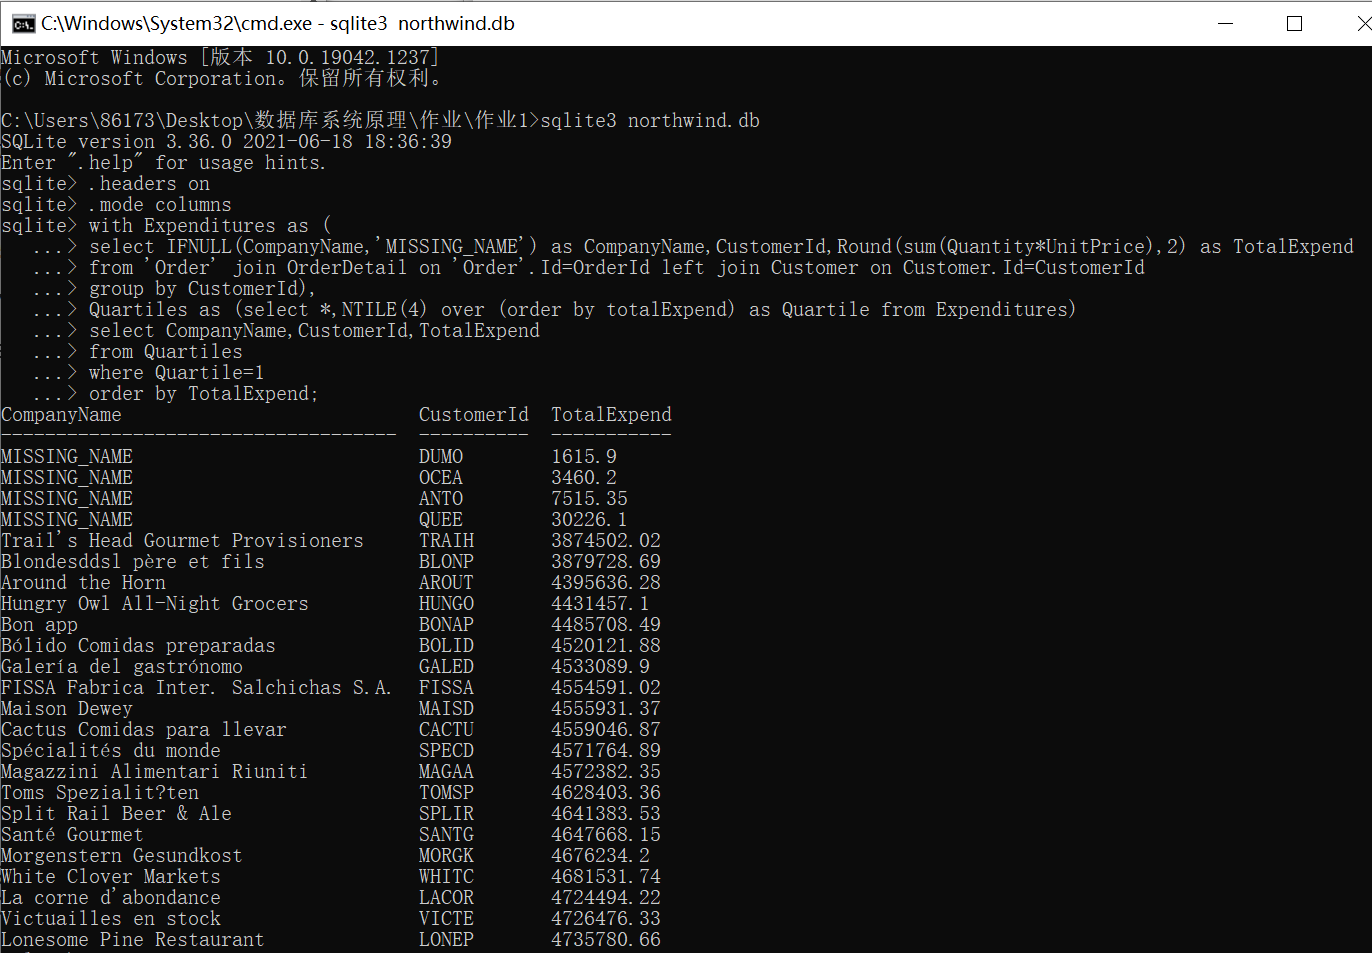 C:\Windows\System32\cmd.exe - sqlite3  northwind.db
Microsoft Windows [版本 10.0.19042.1237]
(c) Microsoft Corporation。保留所有权利。
C:\Users\86173\Desktop\数据库系统原理\作业\作业1>sqlite3 northwind.db
SQLite version 3.36.0 2021-06-18 18:36:39
Enter ".help" for usage hints.
sqlite> .headers on
sqlite> .mode columns
sqlite> with Expenditures as (
   ...> select IFNULL(CompanyName,'MISSING_NAME') as CompanyName,CustomerId,Round(sum(Quantity*UnitPrice),2) as TotalExpend
   ...> from 'Order' join OrderDetail on 'Order'.Id=OrderId left join Customer on Customer.Id=CustomerId
   ...> group by CustomerId),
   ...> Quartiles as (select *,NTILE(4) over (order by totalExpend) as Quartile from Expenditures)
   ...> select CompanyName,CustomerId,TotalExpend
   ...> from Quartiles
   ...> where Quartile=1
   ...> order by TotalExpend;
CompanyName                           CustomerId  TotalExpend
------------------------------------  ----------  -----------
MISSING_NAME                          DUMO        1615.9
MISSING_NAME                          OCEA        3460.2
MISSING_NAME                          ANTO        7515.35
MISSING_NAME                          QUEE        30226.1
Trail's Head Gourmet Provisioners     TRAIH       3874502.02
Blondesddsl père et fils              BLONP       3879728.69
Around the Horn                       AROUT       4395636.28
Hungry Owl All-Night Grocers          HUNGO       4431457.1
Bon app                               BONAP       4485708.49
Bólido Comidas preparadas             BOLID       4520121.88
Galería del gastrónomo                GALED       4533089.9
FISSA Fabrica Inter. Salchichas S.A.  FISSA       4554591.02
Maison Dewey                          MAISD       4555931.37
Cactus Comidas para llevar            CACTU       4559046.87
Spécialités du monde                  SPECD       4571764.89
Magazzini Alimentari Riuniti          MAGAA       4572382.35
Toms Spezialit?ten                    TOMSP       4628403.36
Split Rail Beer & Ale                 SPLIR       4641383.53
Santé Gourmet                         SANTG       4647668.15
Morgenstern Gesundkost                MORGK       4676234.2
White Clover Markets                  WHITC       4681531.74
La corne d'abondance                  LACOR       4724494.22
Victuailles en stock                  VICTE       4726476.33
Lonesome Pine Restaurant              LONEP       4735780.66